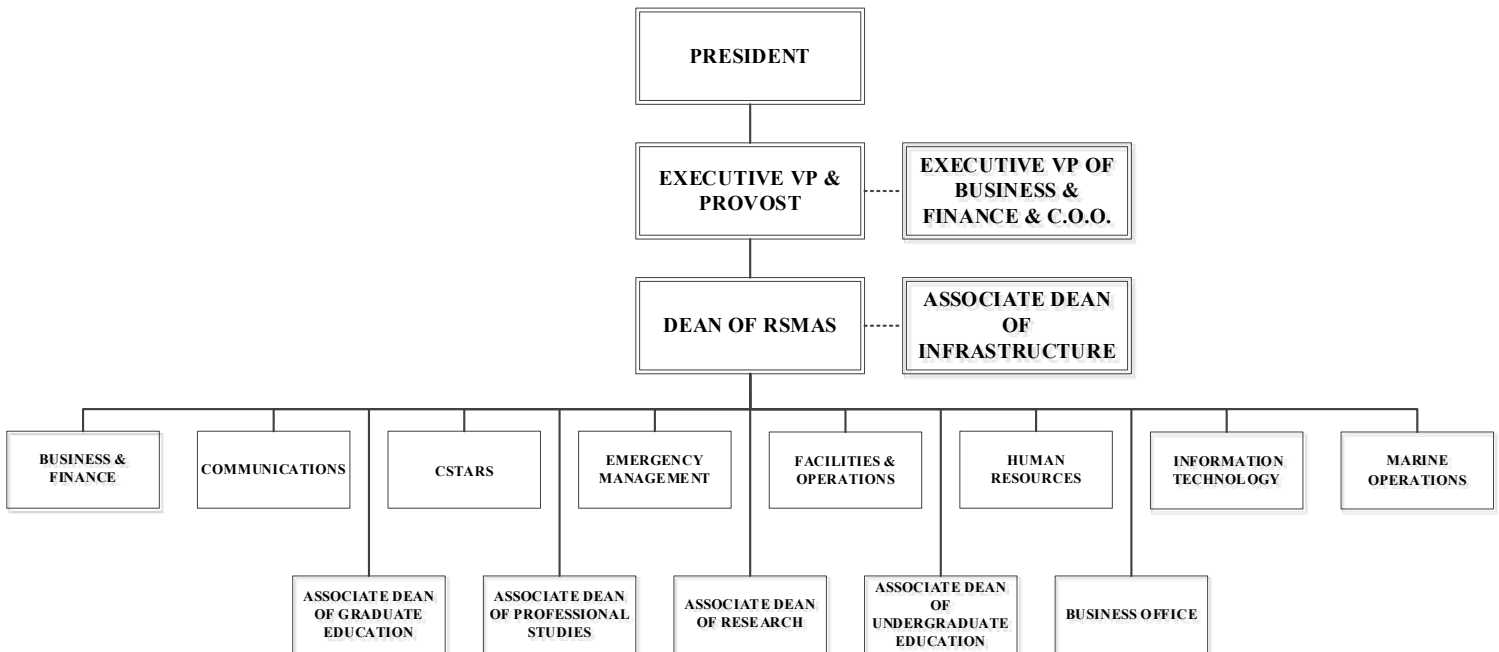 PRESIDENT
EXECUTIVE VP &
PROVOST
EXECUTIVE VP OF
BUSINESS &
FINANCE & C.O.O.
DEAN OF RSMAS
ASSOCIATE DEAN
OF
INFRASTRUCTURE
BUSINESS &
FINANCE
COMMUNICATIONS
CSTARS
EMERGENCY
MANAGEMENT
FACILITIES &
OPERATIONS
HUMAN
RESOURCES
INFORMATION
TECHNOLOGY
MARINE
OPERATIONS
ASSOCIATE DEAN
OF GRADUATE
EDUCATION
ASSOCIATE DEAN
OF PROFESSIONAL
STUDIES
ASSOCIATE DEAN
OF RESEARCH
ASSOCIATE DEAN
OF
UNDERGRADUATE
EDUCATION
BUSINESS OFFICE